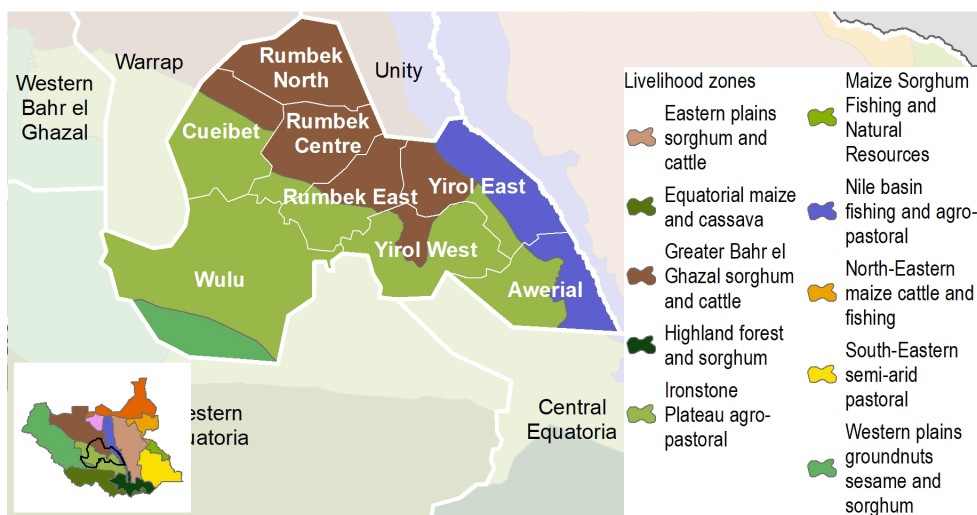 Western
Bahr el
Ghazal
Warrap
Unity
Rumbek
North
Cueibet
Rumbek
Centre
Rumbek East
Yirol East
Yirol West
Wulu
Awerial
Central
Equatoria
estern
uatoria
Livelihood zones
Eastern plains
sorghum and
cattle
Equatorial maize
and cassava
Greater Bahr el
Ghazal sorghum
and cattle
Highland forest
and sorghum
Ironstone
Plateau agro-
pastoral
Maize Sorghum
Fishing and
Natural
Resources
Nile basin
fishing and agro-
pastoral
North-Eastern
maize cattle and
fishing
South-Eastern
semi-arid
pastoral
Western plains
groundnuts
sesame and
sorghum